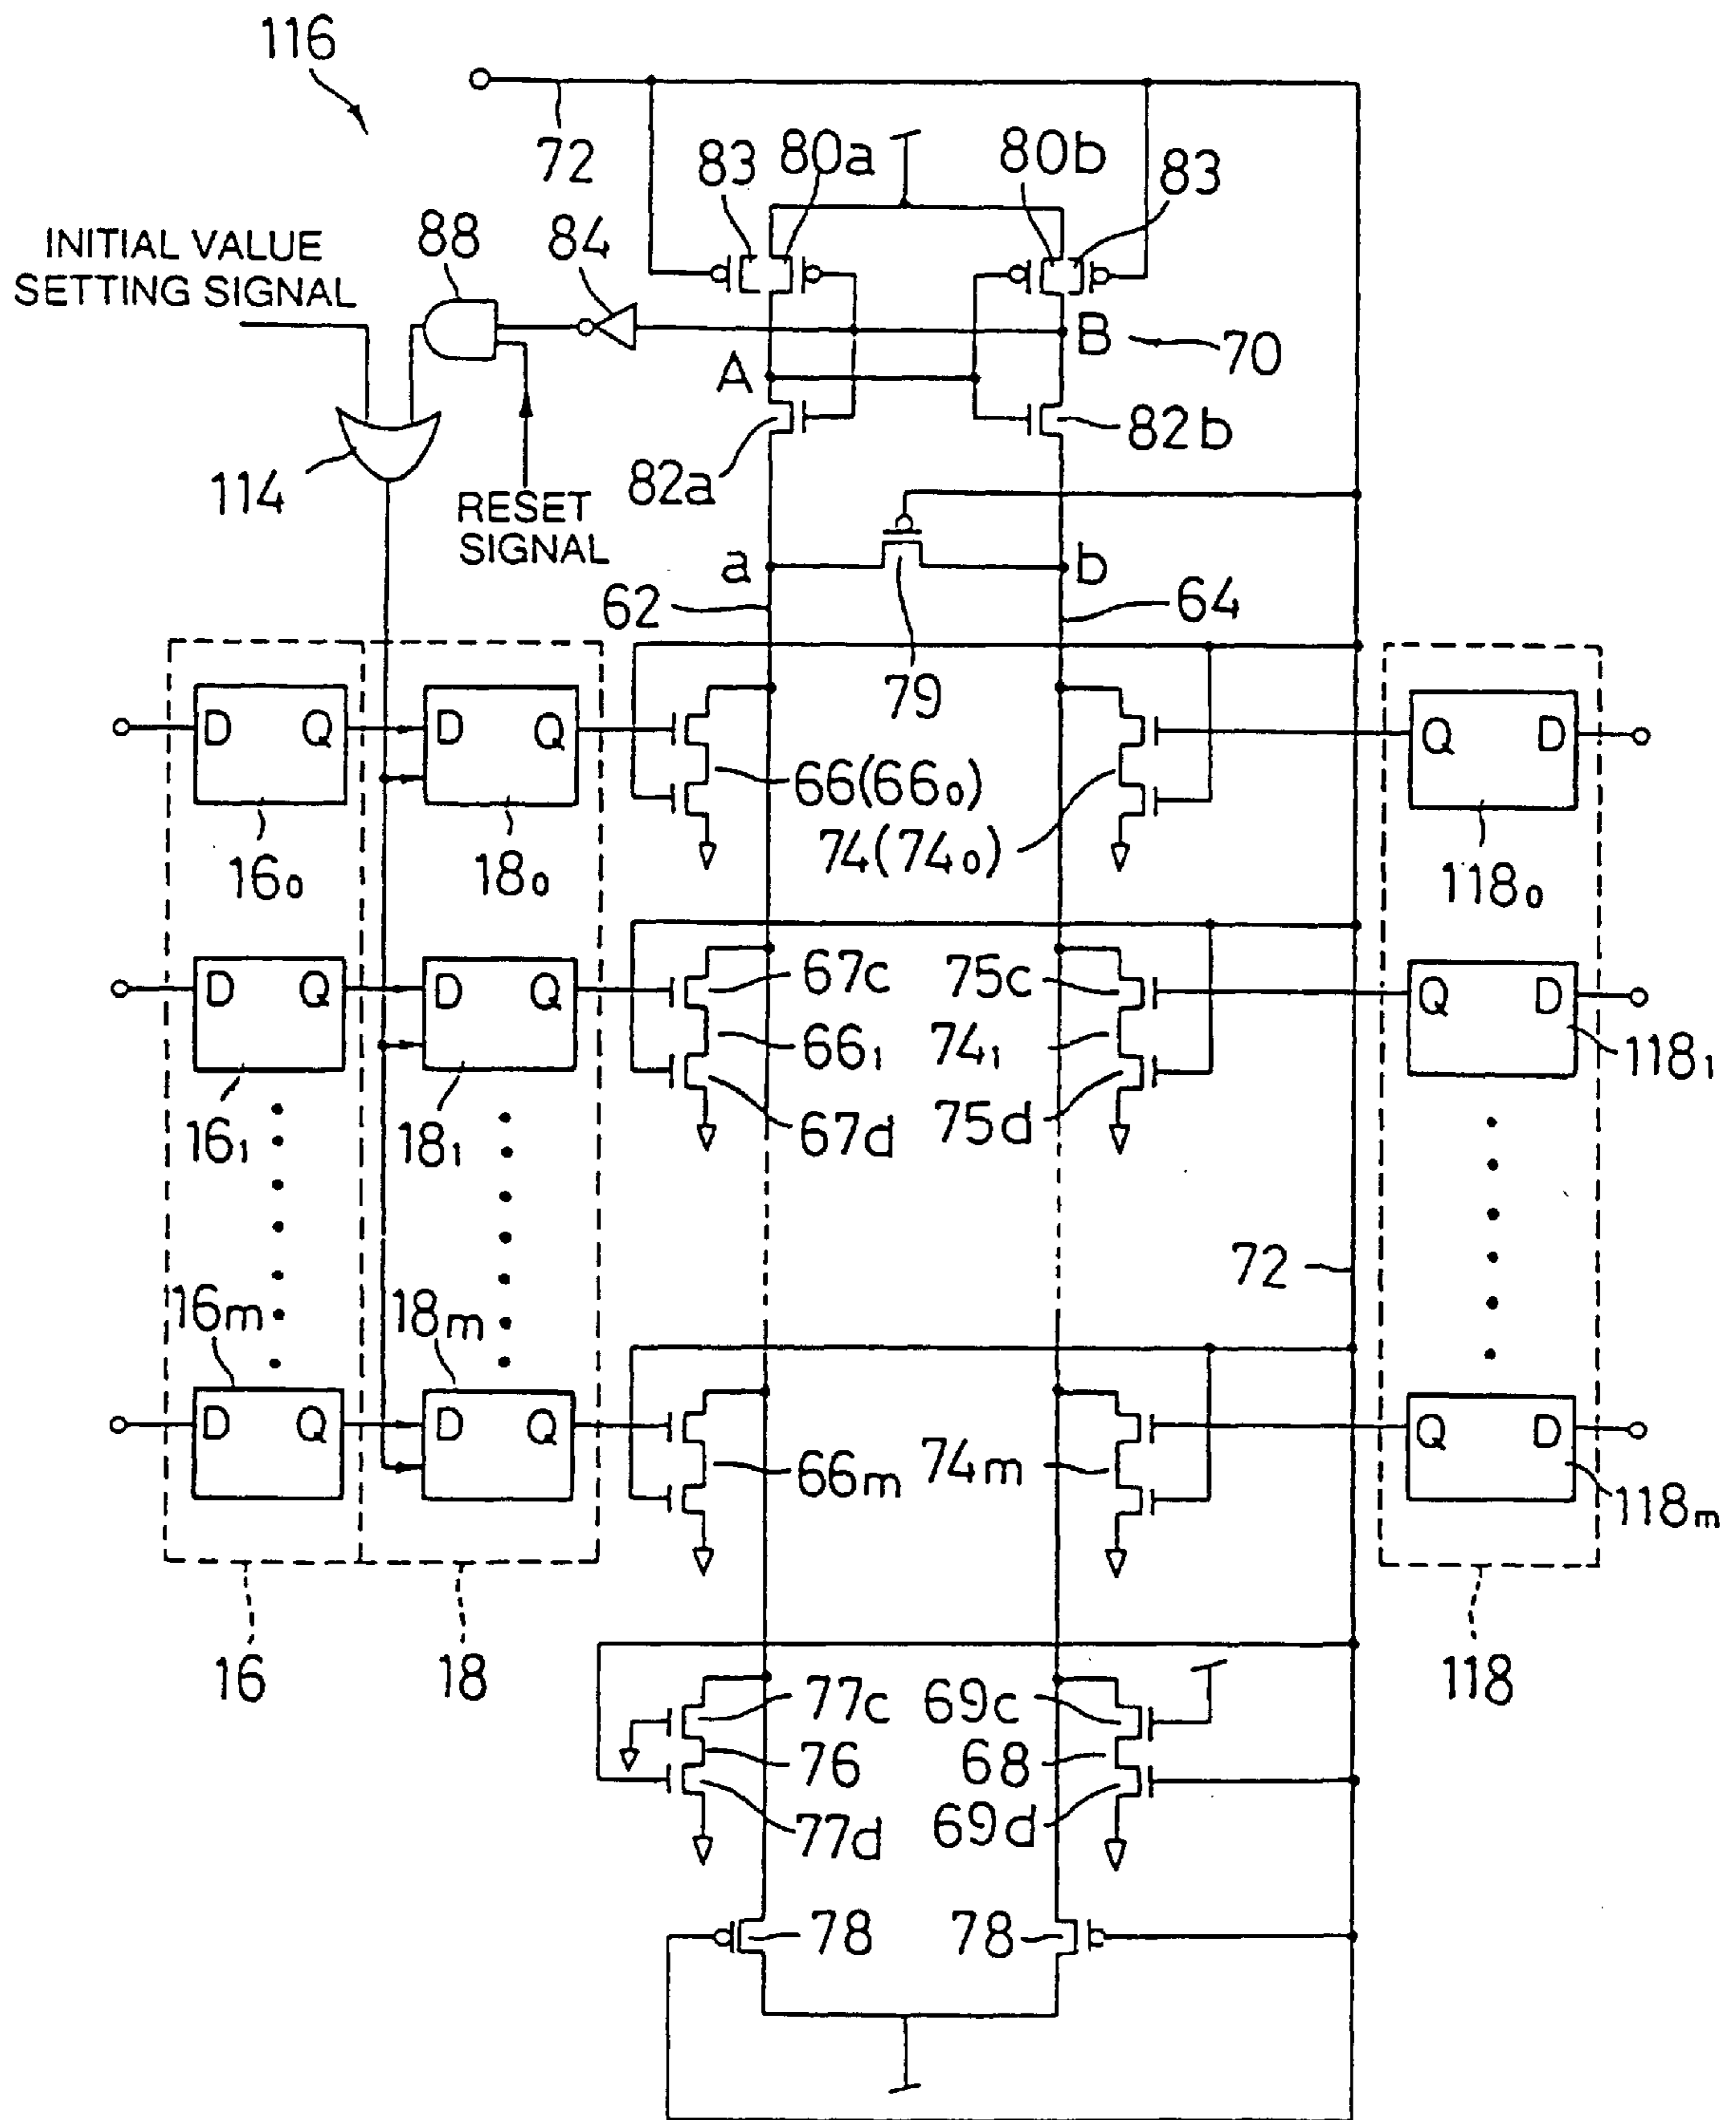 116
72
83
80a
80b
83
INITIAL VALUE
SETTING SIGNAL
88
84
B
70
A
82a
82b
114
RESET
SIGNAL
a
b
62
64
79
D Q
D Q
Q D
66(66₀)
74(74₀)
16₀
18₀
118₀
D Q
D Q
67c
75c
Q D
66₁
74₁
118₁
67d
75d
16₁
18₁
72
16m
18m
D Q
D Q
Q D
66m
74m
118m
16
18
118
77c
69c
76
68
77d
69d
78
78